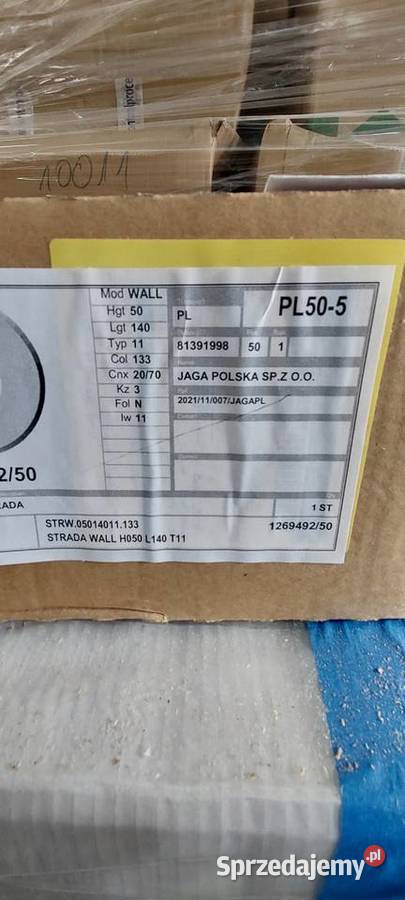 10011
Mod WALL
Hgt 50
Lgt 140
Typ 11
Col 133
Cnx 20/70
Kz 3
Fol N
Iw 11
PL
PL50-5
81391998 50 1
JAGA POLSKA SP.Z O.O.
2021/11/007/JAGAPL
2/50
RADA
1 ST
STRW.05014011.133
1269492/50
STRADA WALL H050 L140 T11
Sprzedajemy.pl